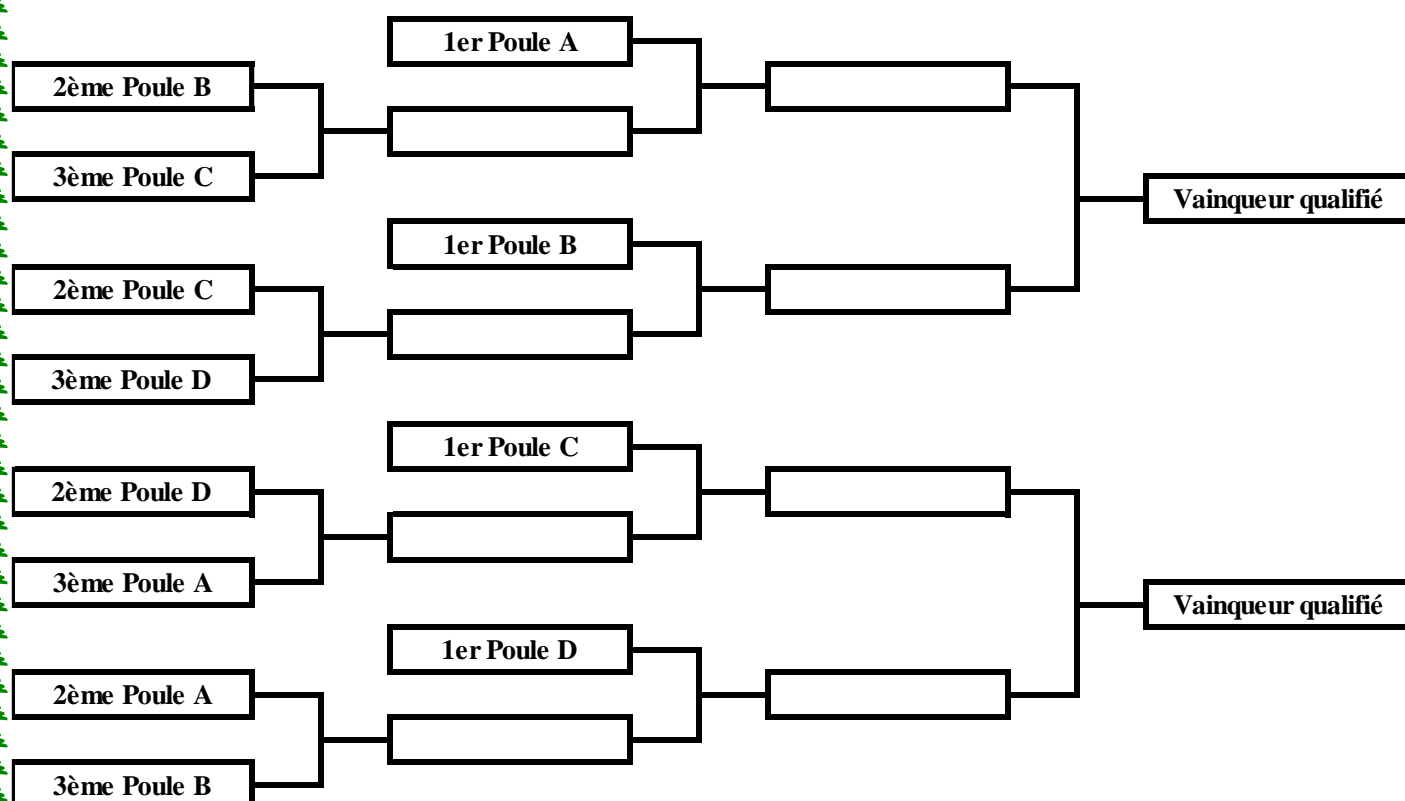 1er Poule A
2ème Poule B
3ème Poule C
Vainqueur qualifié
1er Poule B
2ème Poule C
3ème Poule D
1er Poule C
2ème Poule D
3ème Poule A
Vainqueur qualifié
1er Poule D
2ème Poule A
3ème Poule B